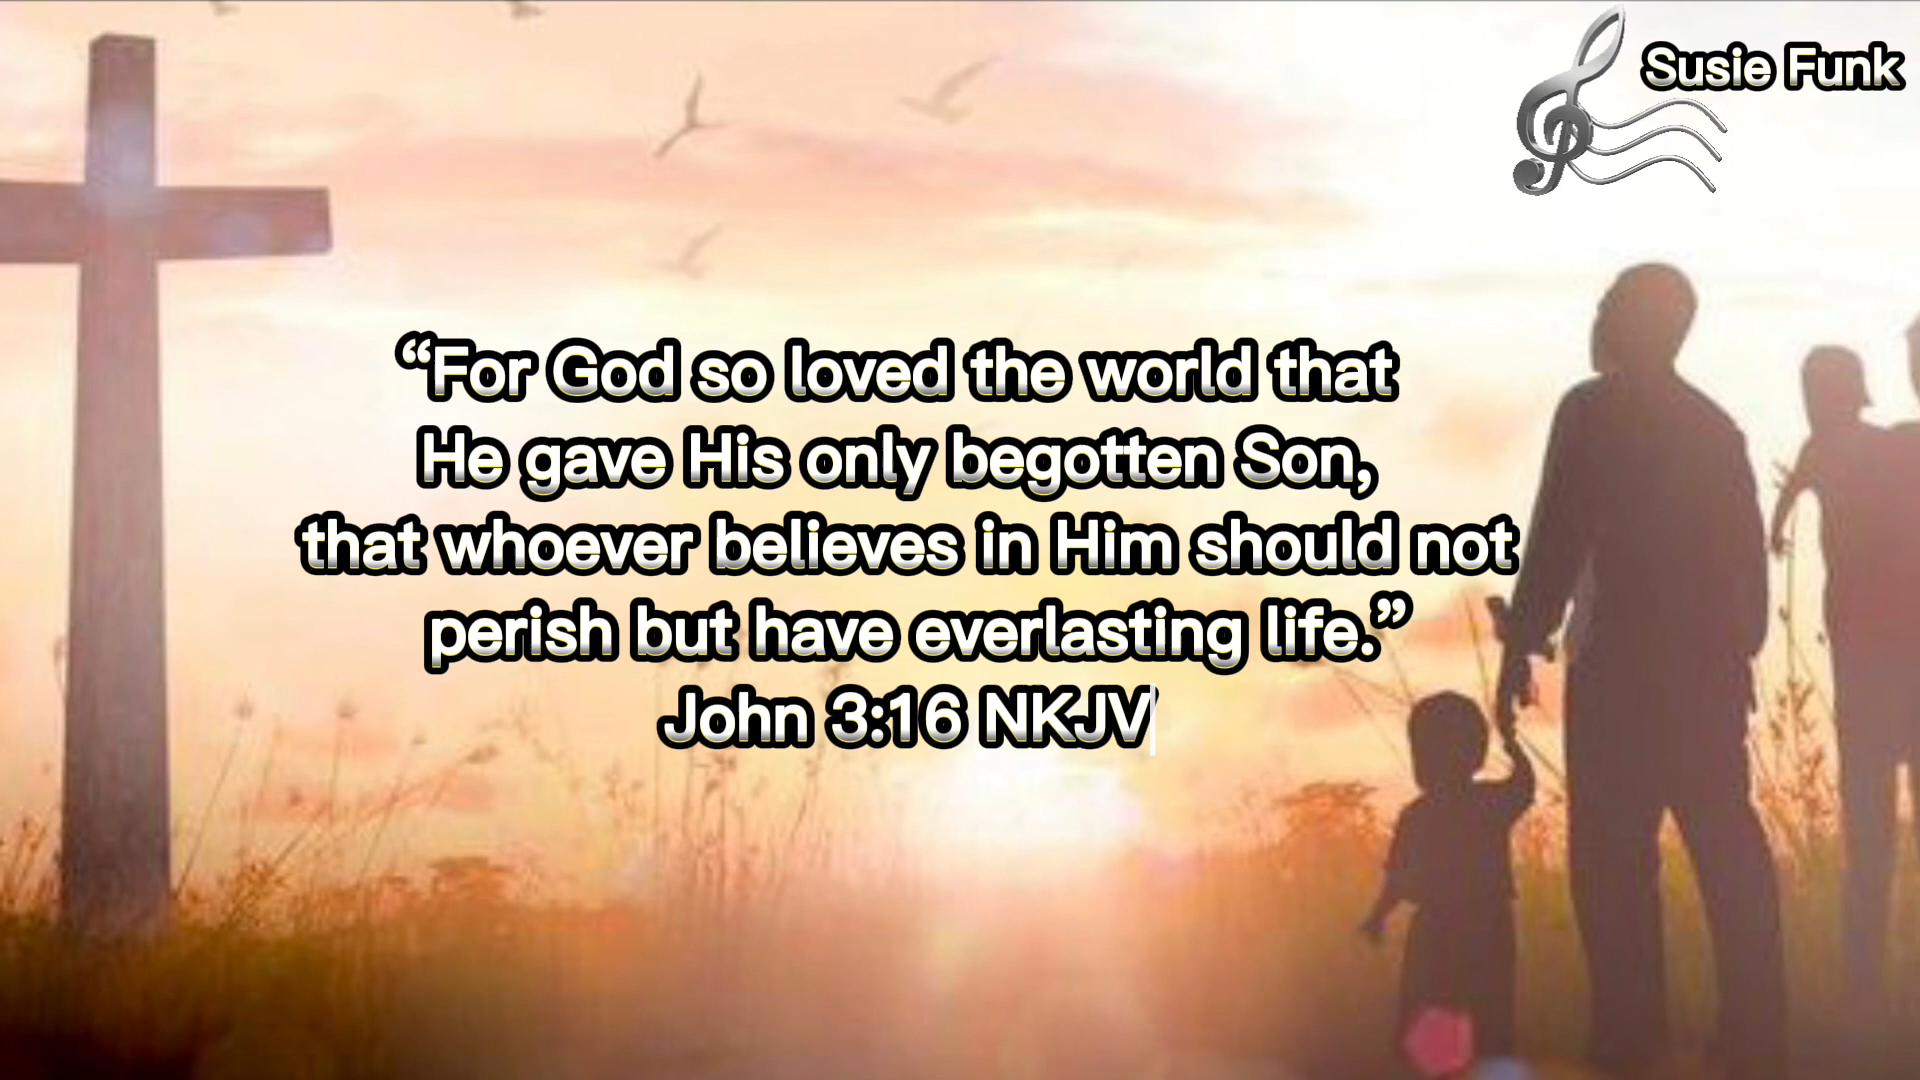 Susie Funk
“For God so loved the world that
He gave His only begotten Son,
that whoever believes in Him should not
perish but have everlasting life.”
John 3:16 NKJV